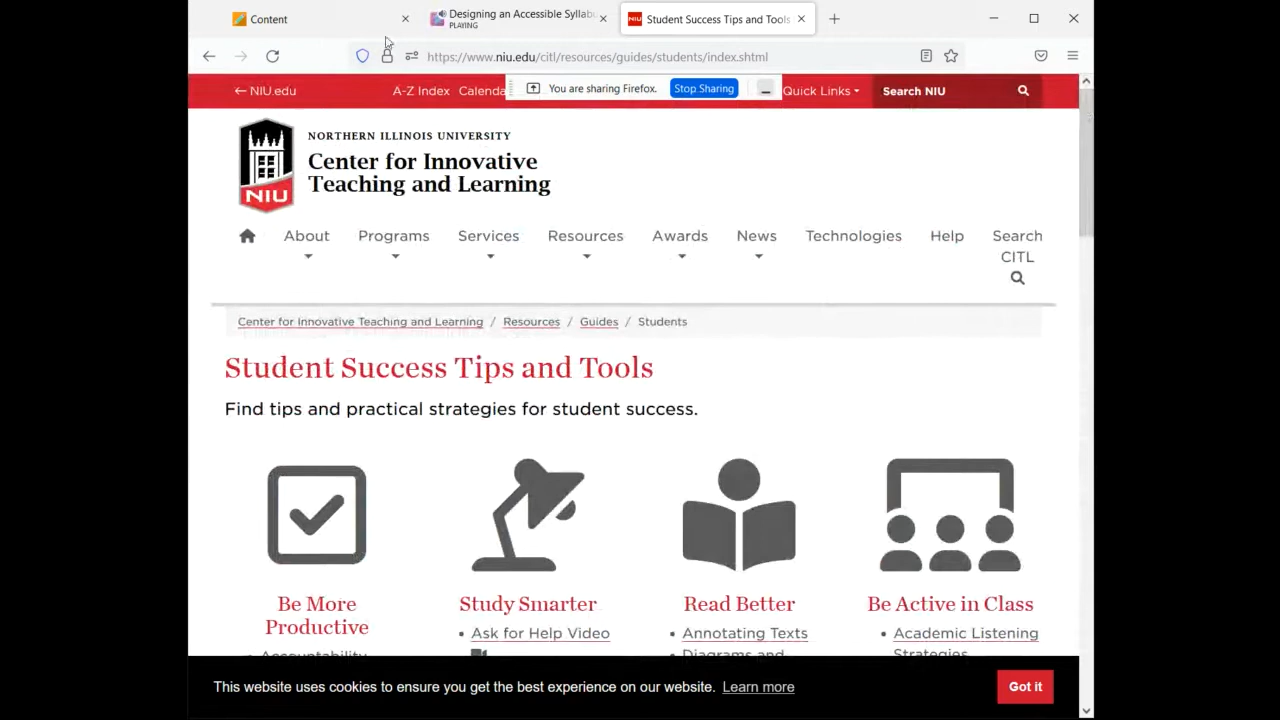 Content
Designing an Accessible Syllabu
PLAYING
Student Success Tips and Tools
https://www.niu.edu/citl/resources/guides/students/index.shtml
← NIU.edu
A-Z Index
Calenda
You are sharing Firefox.
Stop Sharing
Quick Links
Search NIU
NORTHERN ILLINOIS UNIVERSITY
Center for Innovative
Teaching and Learning
NIU
About
Programs
Services
Resources
Awards
News
Technologies
Help
Search
CITL
Center for Innovative Teaching and Learning / Resources / Guides / Students
Student Success Tips and Tools
Find tips and practical strategies for student success.
Be More
Productive
Study Smarter
Read Better
Be Active in Class
• Ask for Help Video
• Annotating Texts
• Academic Listening
Accountability
Diagrams and
Strategies
This website uses cookies to ensure you get the best experience on our website. Learn more
Got it